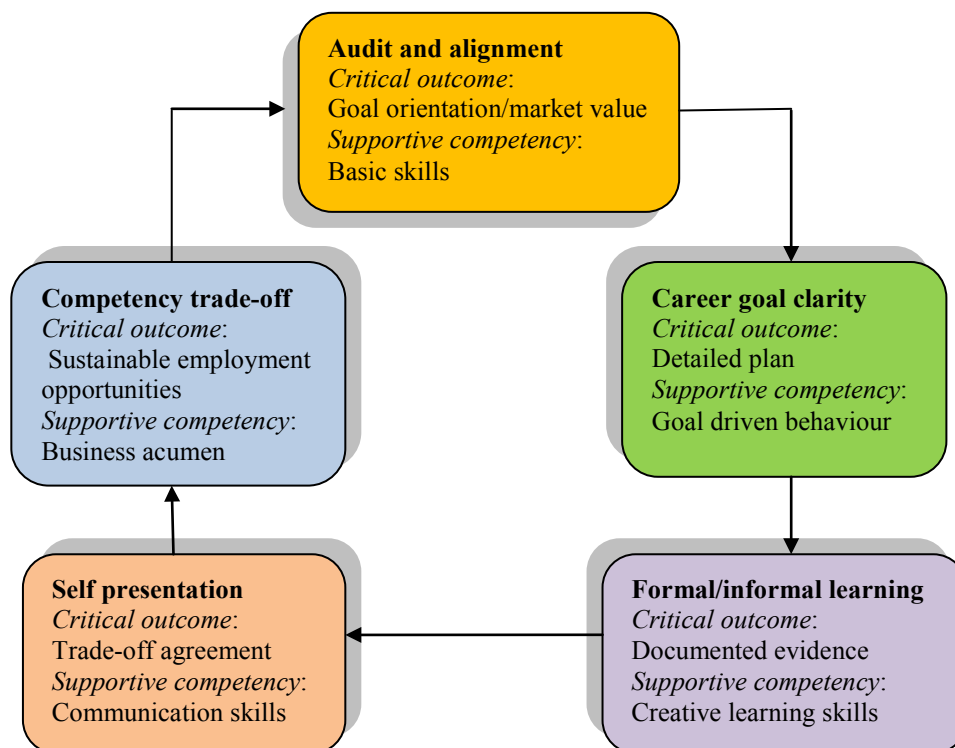 Audit and alignment
Critical outcome:
Goal orientation/market value
Supportive competency:
Basic skills
Career goal clarity
Critical outcome:
Detailed plan
Supportive competency:
Goal driven behaviour
Formal/informal learning
Critical outcome:
Documented evidence
Supportive competency:
Creative learning skills
Self presentation
Critical outcome:
Trade-off agreement
Supportive competency:
Communication skills
Competency trade-off
Critical outcome:
Sustainable employment
opportunities
Supportive competency:
Business acumen